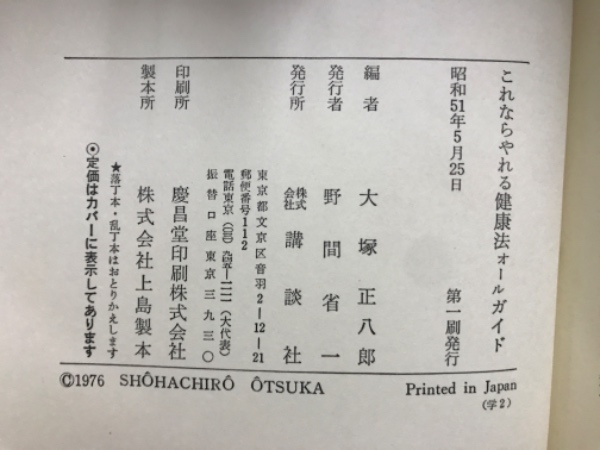 これならやれる健康法オールガイド
昭和51年5月25日 第一刷発行
編者 大塚正八郎
発行者 野間省一
発行所 株式会社 講談社
東京都文京区音羽2-12-21
郵便番号112
電話東京 (大代表)
振替口座東京三九三〇
印刷所 慶昌堂印刷株式会社
製本所 株式会社上島製本
★落丁本・乱丁本はおとりかえします
⦿定価はカバーに表示してあります
©1976 SHÔHACHIRÔ ÔTSUKA Printed in Japan
(学2)